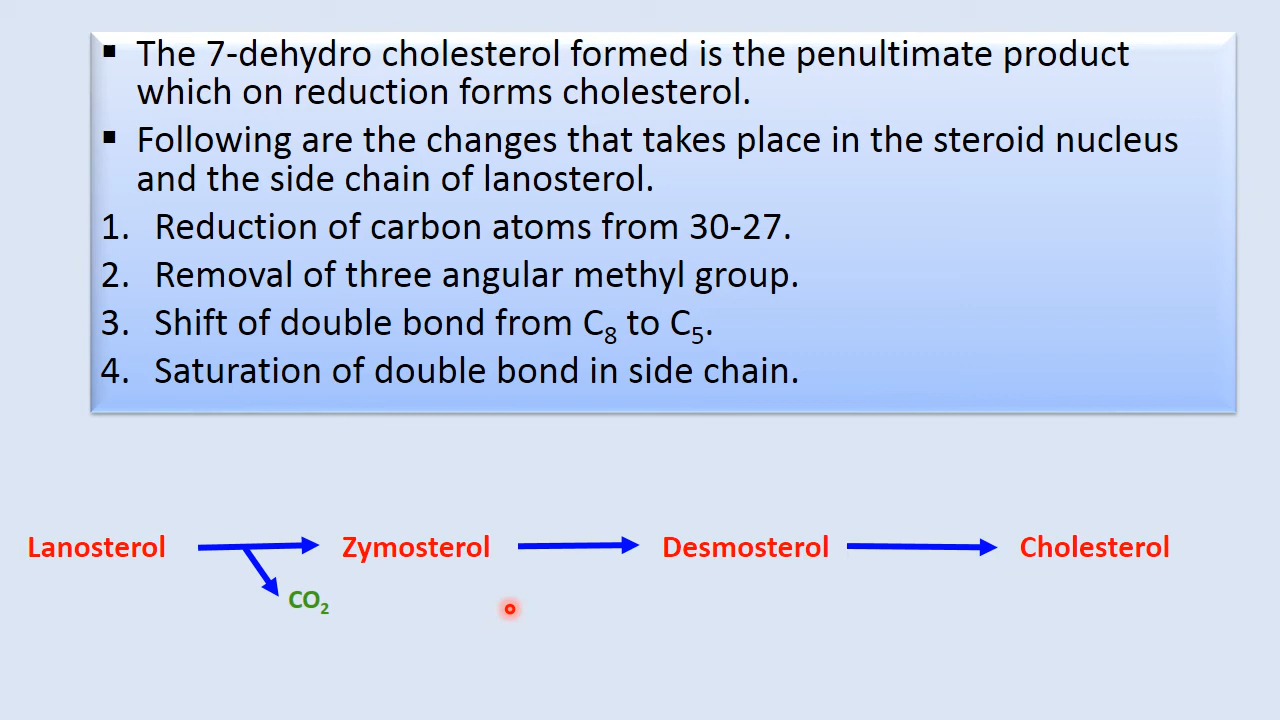 ▪ The 7-dehydro cholesterol formed is the penultimate product
which on reduction forms cholesterol.
▪ Following are the changes that takes place in the steroid nucleus
and the side chain of lanosterol.
1. Reduction of carbon atoms from 30-27.
2. Removal of three angular methyl group.
3. Shift of double bond from C₈ to C₅.
4. Saturation of double bond in side chain.
Lanosterol Zymosterol Desmosterol Cholesterol
CO₂